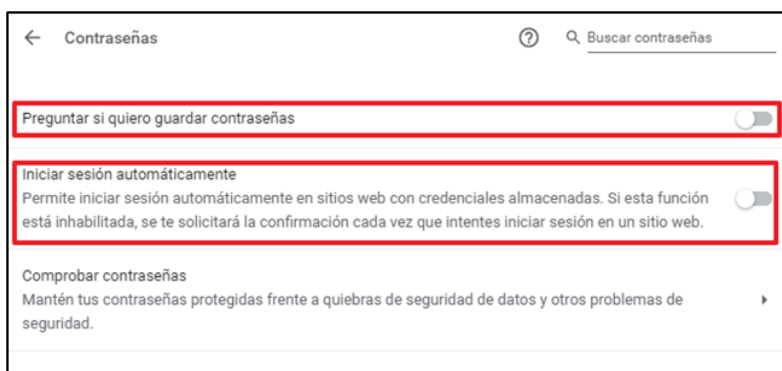 Contraseñas
Buscar contraseñas
Preguntar si quiero guardar contraseñas
Iniciar sesión automáticamente
Permite iniciar sesión automáticamente en sitios web con credenciales almacenadas. Si esta función
está inhabilitada, se te solicitará la confirmación cada vez que intentes iniciar sesión en un sitio web.
Comprobar contraseñas
Mantén tus contraseñas protegidas frente a quiebras de seguridad de datos y otros problemas de
seguridad.